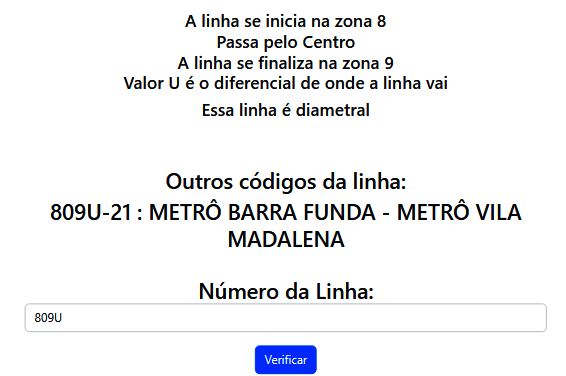 A linha se inicia na zona 8
Passa pelo Centro
A linha se finaliza na zona 9
Valor U é o diferencial de onde a linha vai
Essa linha é diametral
Outros códigos da linha:
809U-21 : METRÔ BARRA FUNDA - METRÔ VILA
MADALENA
Número da Linha:
809U
Verificar